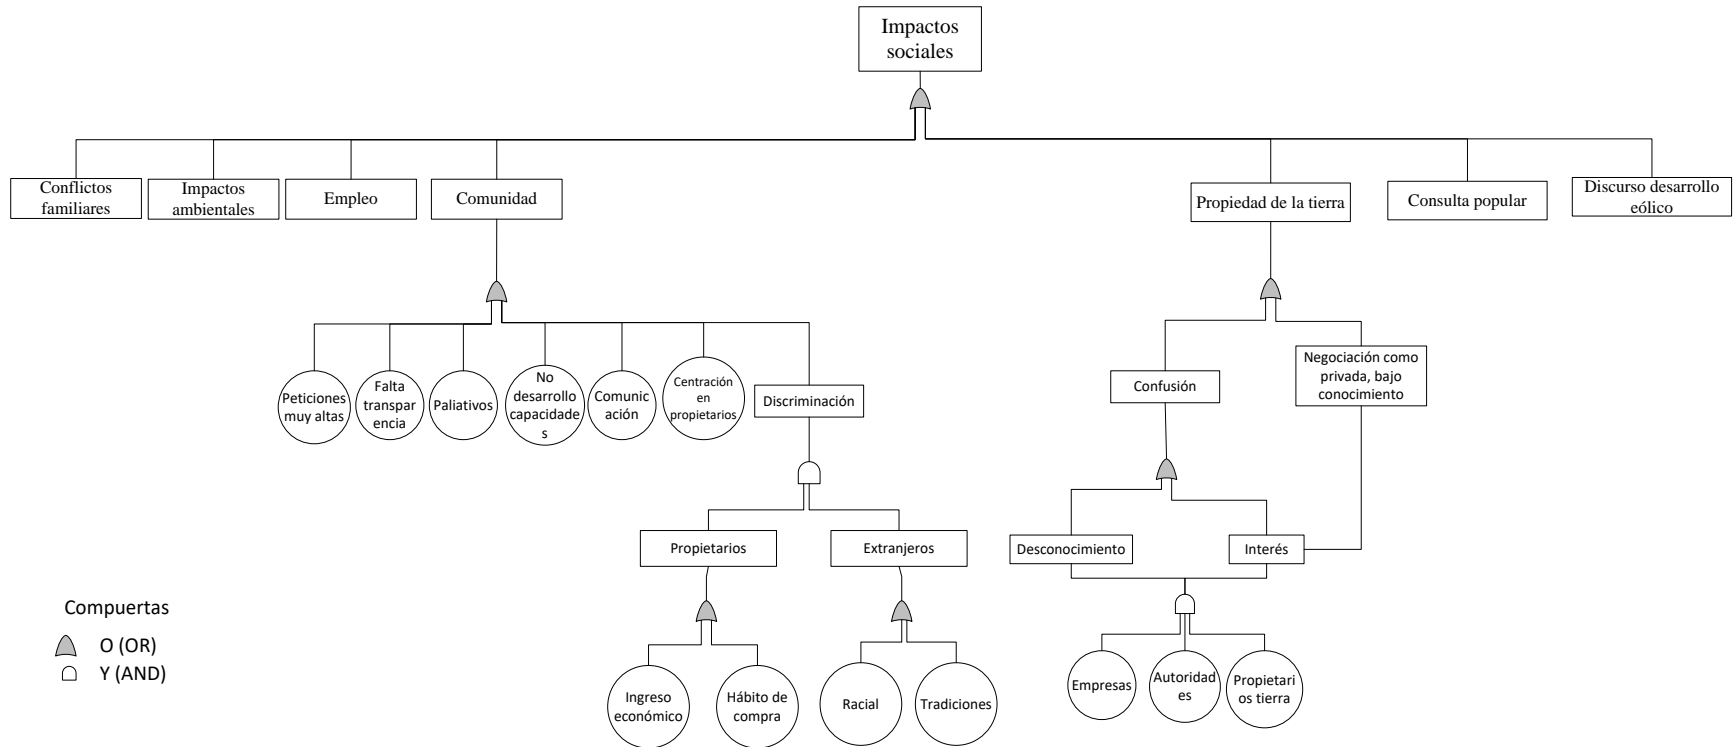 Impactos
sociales
Conflictos
familiares
Impactos
ambientales
Empleo
Comunidad
Propiedad de la tierra
Consulta popular
Discurso desarrollo
eólico
Peticiones
muy altas
Falta
transpar
encia
Paliativos
No
desarrollo
capacidade
s
Comunic
ación
Centración
en
propietarios
Discriminación
Confusión
Negociación como
privada, bajo
conocimiento
Propietarios
Extranjeros
Desconocimiento
Interés
Compuertas
O (OR)
Y (AND)
Ingreso
económico
Hábito de
compra
Racial
Tradiciones
Empresas
Autoridad
es
Propietari
os tierra